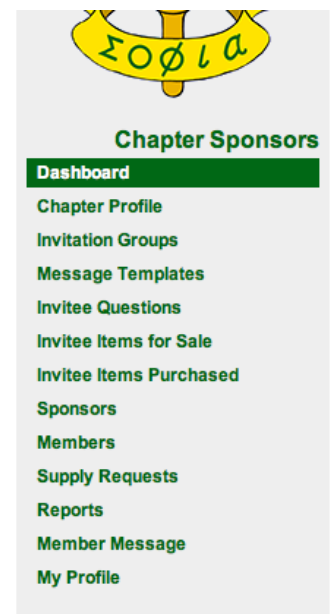 Σοφια
Chapter Sponsors
Dashboard
Chapter Profile
Invitation Groups
Message Templates
Invitee Questions
Invitee Items for Sale
Invitee Items Purchased
Sponsors
Members
Supply Requests
Reports
Member Message
My Profile